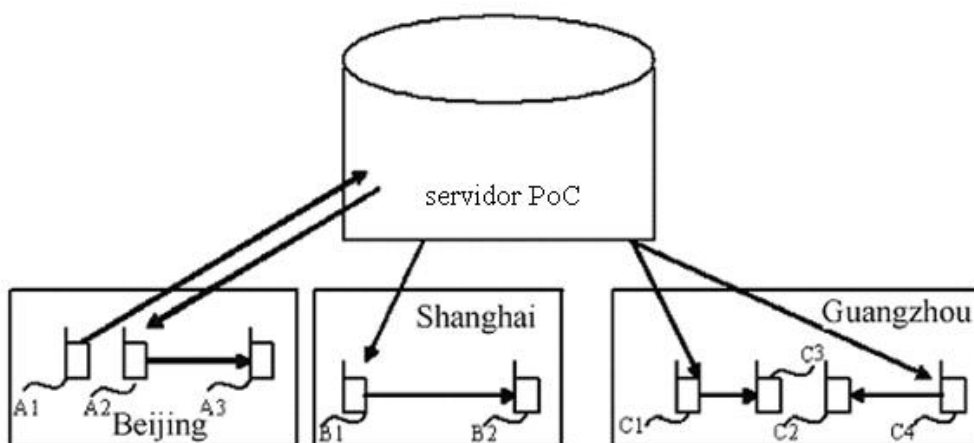 servidor PoC
Shanghai
Guangzhou
A1
A2
A3
Beijing
B1
B2
C1
C2
C3
C4